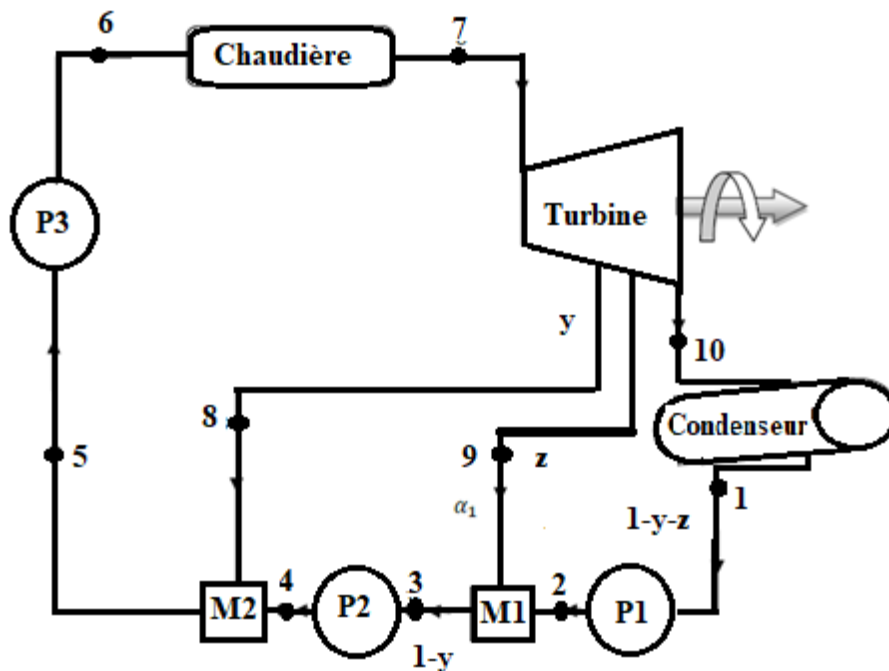 6
Chaudière
7
P3
Turbine
y
10
8
Condenseur
5
9
z
1
α₁
1-y-z
M2
4
P2
3
M1
2
P1
1-y